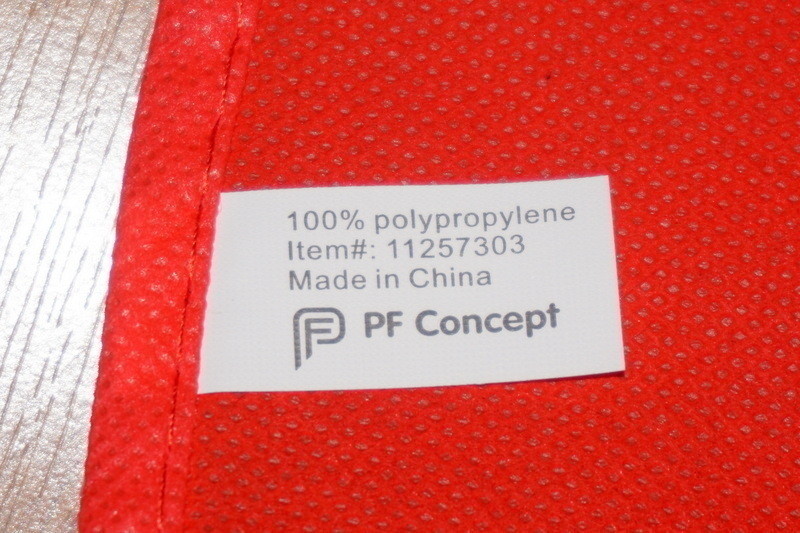 100% polypropylene
Item#: 11257303
Made in China
PF Concept